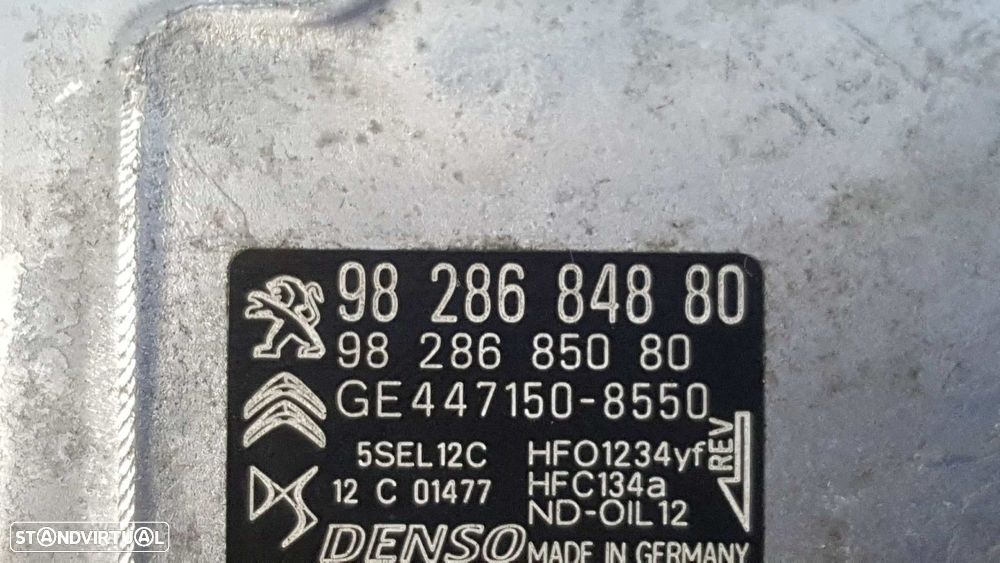 98 286 848 80
98 286 850 80
GE447150-8550
REV
5SEL12C HFO1234yf
12 C 01477 HFC134a
ND-OIL12
DENSO MADE IN GERMANY
STANDVIRTUAL